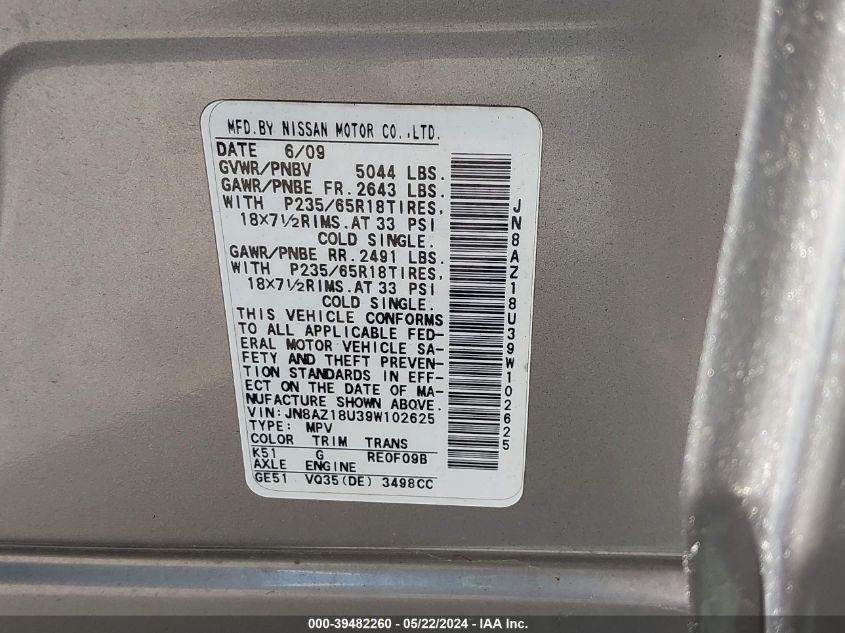 MFD.BY NISSAN MOTOR CO.,LTD.
DATE 6/09
GVWR/PNBV 5044 LBS.
GAWR/PNBE FR.2643 LBS.
WITH P235/65R18TIRES,
18×7½RIMS.AT 33 PSI
COLD SINGLE.
GAWR/PNBE RR.2491 LBS.
WITH P235/65R18TIRES,
18×7½RIMS.AT 33 PSI
COLD SINGLE.
THIS VEHICLE CONFORMS
TO ALL APPLICABLE FED-
ERAL MOTOR VEHICLE SA-
FETY AND THEFT PREVEN-
TION STANDARDS IN EFF-
ECT ON THE DATE OF MA-
NUFACTURE SHOWN ABOVE.
VIN:JN8AZ18U39W102625
TYPE: MPV
COLOR TRIM TRANS
K51 G RE0F09B
AXLE ENGINE
GE51 VQ35(DE) 3498CC
JN8AZ18U39W102625
000-39482260 - 05/22/2024 - IAA Inc.